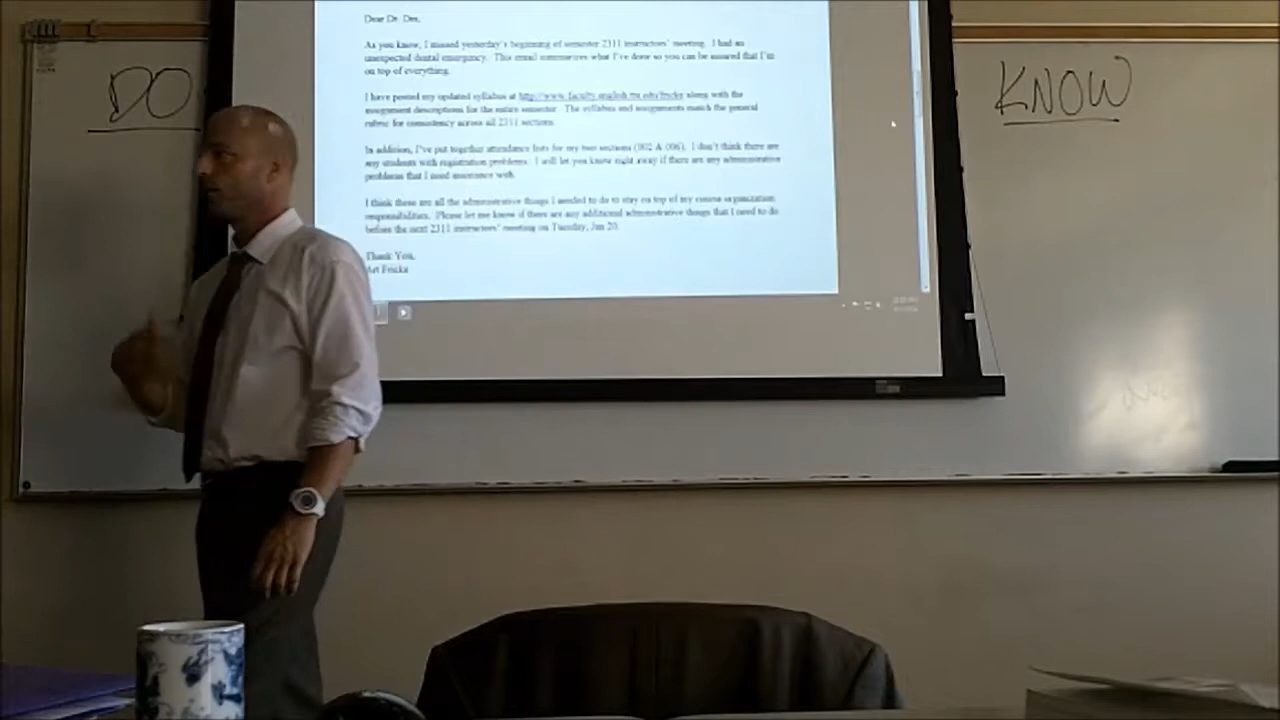 DO
KNOW
Dear Dr. Dee,
As you know, I missed yesterday's beginning of semester 2311 instructors' meeting. I had an
unexpected dental emergency. This email summarizes what I've done so you can be assured that I'm
on top of everything.
I have posted my updated syllabus at along with the
assignment descriptions for the entire semester. The syllabus and assignments match the general
rubric for consistency across all 2311 sections.
In addition, I've put together attendance lists for my two sections (002 & 006). I don't think there are
any students with registration problems. I will let you know right away if there are any administrative
problems that I need assistance with.
I think these are all the administrative things I needed to do to stay on top of my course organization
responsibilities. Please let me know if there are any additional administrative things that I need to do
before the next 2311 instructors' meeting on Tuesday, Jan 20.
Thank You,
Art Fricke